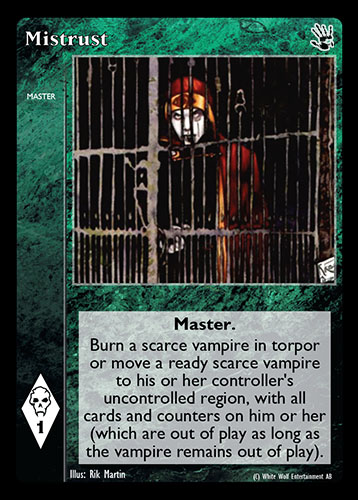 Mistrust
MASTER
Master.
Burn a scarce vampire in torpor
or move a ready scarce vampire
to his or her controller's
uncontrolled region, with all
cards and counters on him or her
(which are out of play as long as
the vampire remains out of play).
1
Illus: Rik Martin
(C) White Wolf Entertainment AB